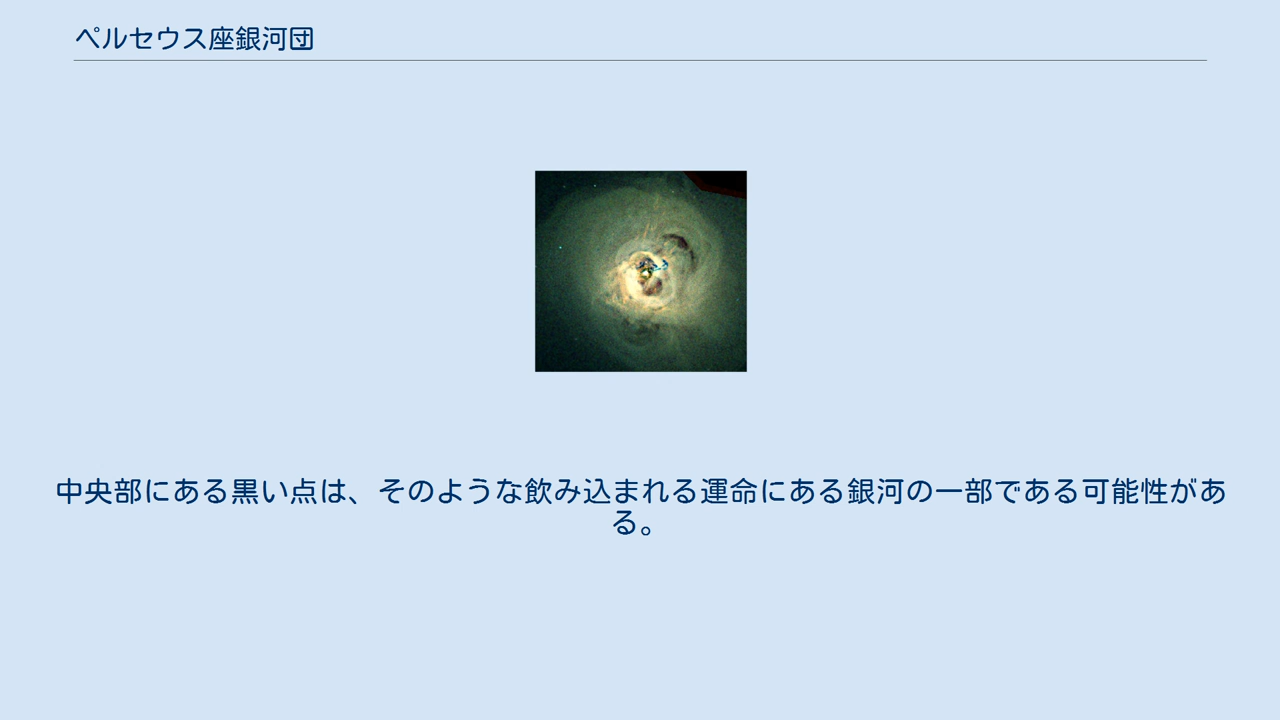 ペルセウス座銀河団
中央部にある黒い点は、そのような飲み込まれる運命にある銀河の一部である可能性があ
る。